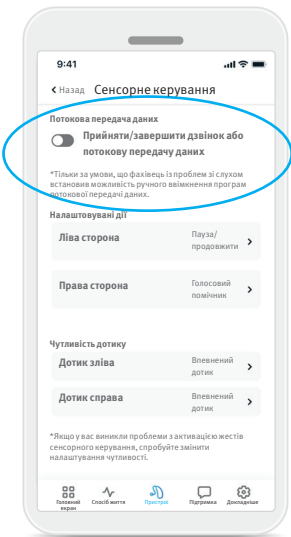 9:41
Назад Сенсорне керування
Потокова передача даних
Прийняти/завершити дзвінок або
потокову передачу даних
*Тільки за умови, що фахівець із проблем зі слухом
встановив можливість ручного ввімкнення програм
потокової передачі даних.
Налаштовувані дії
Ліва сторона
Пауза/
продовжити
Права сторона
Голосовий
помічник
Чутливість дотику
Дотик зліва
Впевнений
дотик
Дотик справа
Впевнений
дотик
*Якщо у вас виникли проблеми з активацією жестів
сенсорного керування, спробуйте змінити
налаштування чутливості.
Головний
екран
Спосіб життя
Пристрої
Підтримка
Докладніше